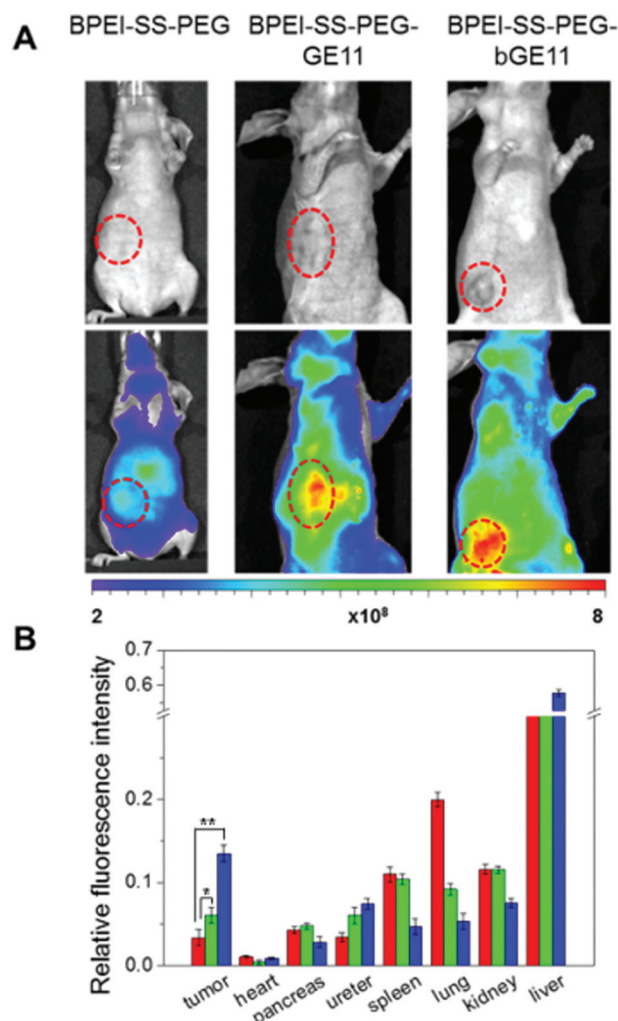 A
BPEI-SS-PEG
BPEI-SS-PEG-
GE11
BPEI-SS-PEG-
bGE11
2
x10⁸
8
B
Relative fluorescence intensity
0.7
0.6
0.2
0.1
0.0
**
*
tumor
heart
pancreas
ureter
spleen
lung
kidney
liver